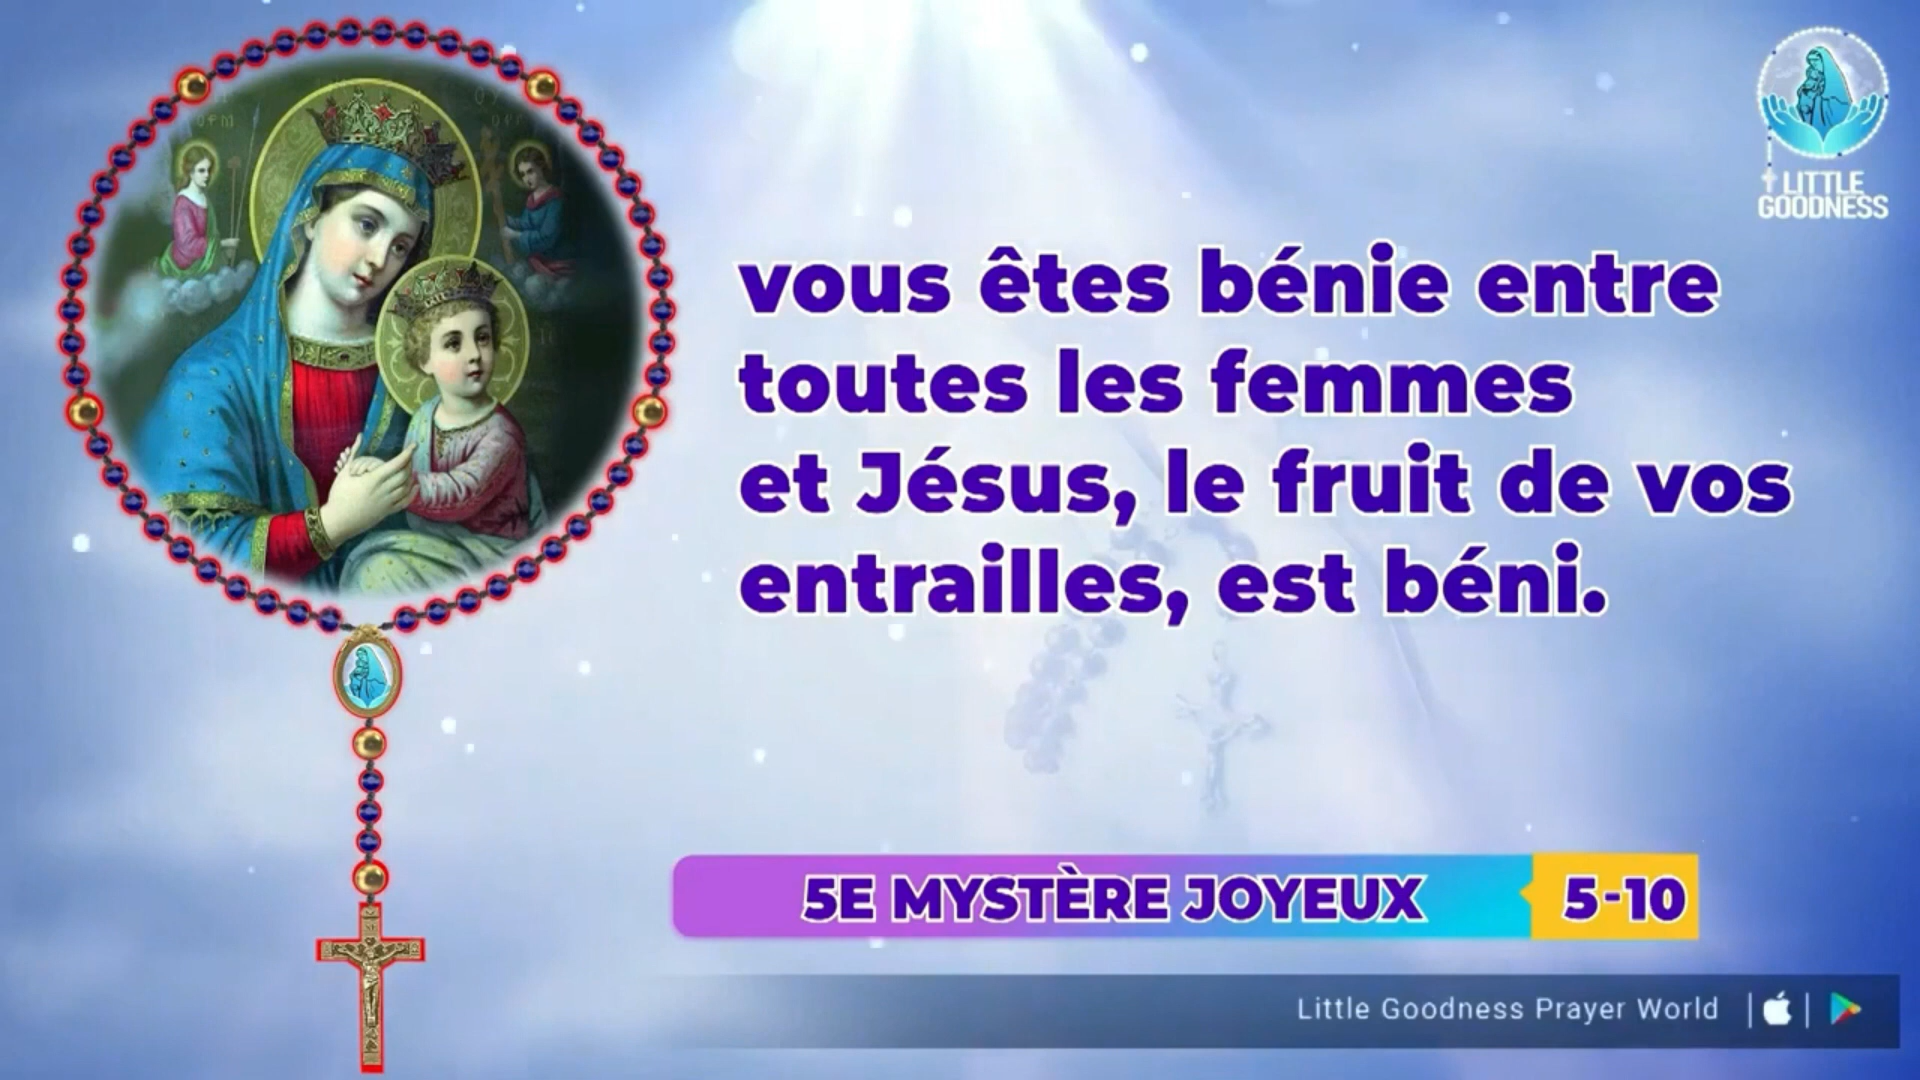 LITTLE
GOODNESS
vous êtes bénie entre
toutes les femmes
et Jésus, le fruit de vos
entrailles, est béni.
5E MYSTÈRE JOYEUX
5-10
Little Goodness Prayer World